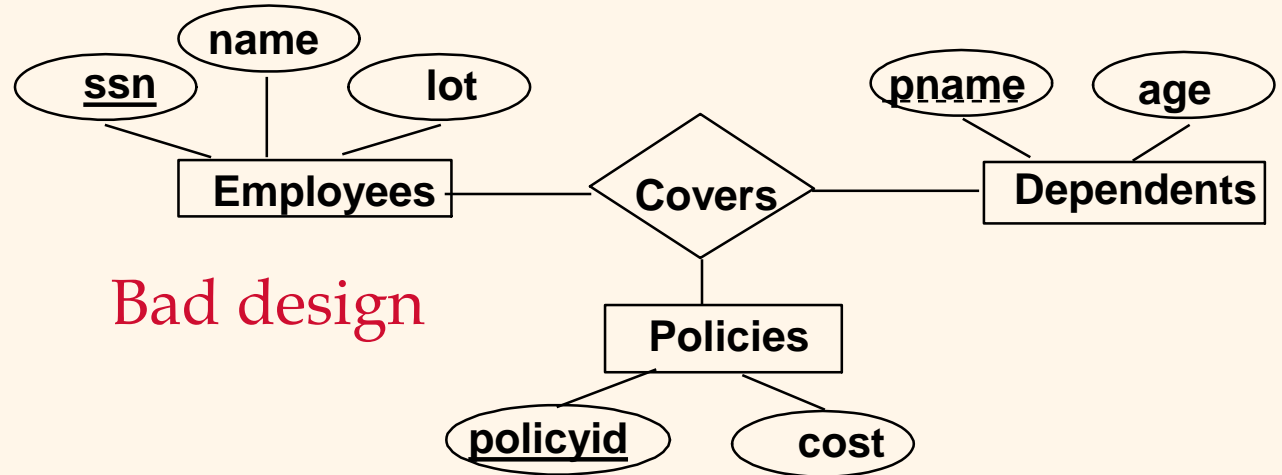 name
ssn
lot
pname
age
Employees
Covers
Dependents
Bad design
Policies
policyid
cost